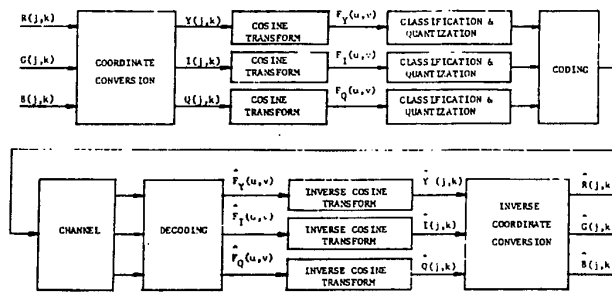 R(j,k)
Y(j,k)
COSINE
TRANSFORM
F_Y(u,v)
CLASSIFICATION &
QUANTIZATION
G(j,k)
COORDINATE
CONVERSION
I(j,k)
COSINE
TRANSFORM
F_I(u,v)
CLASSIFICATION &
QUANTIZATION
CODING
B(j,k)
Q(j,k)
COSINE
TRANSFORM
F_Q(u,v)
CLASSIFICATION &
QUANTIZATION
CHANNEL
DECODING
F̂_Y(u,v)
INVERSE COSINE
TRANSFORM
Ŷ (j,k)
R̂(j,k
F̂_I(u,v)
INVERSE COSINE
TRANSFORM
Î(j,k)
INVERSE
COORDINATE
CONVERSION
Ĝ(j,k
F̂_Q(u,v)
INVERSE COSINE
TRANSFORM
Q̂(j,k)
B̂(j,k